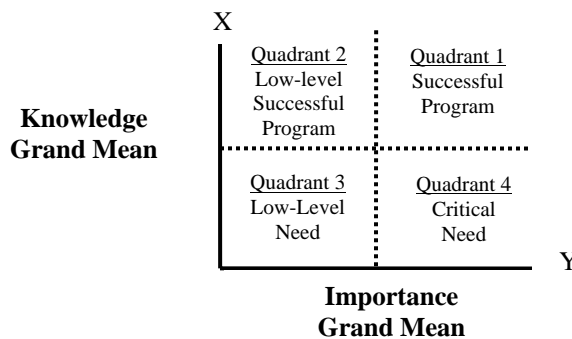 X
Quadrant 2
Low-level
Successful
Program
Quadrant 1
Successful
Program
Knowledge
Grand Mean
Quadrant 3
Low-Level
Need
Quadrant 4
Critical
Need
Y
Importance
Grand Mean